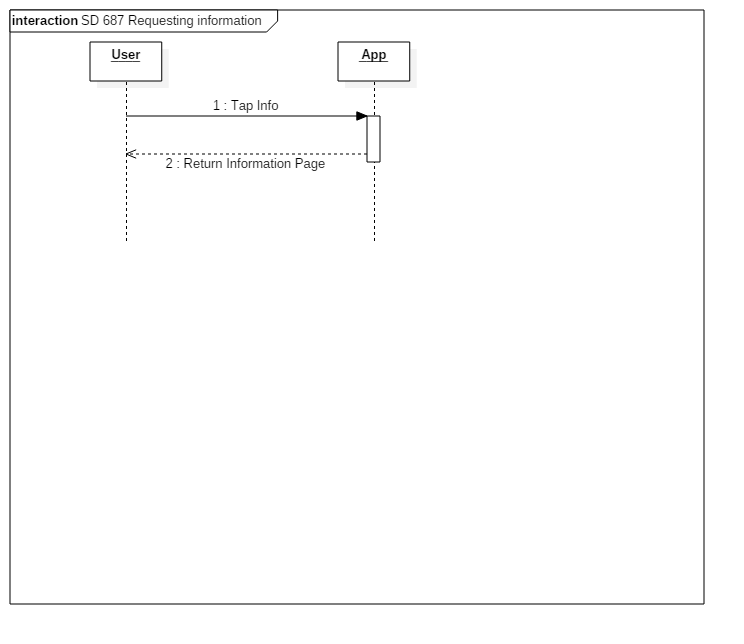 interaction SD 687 Requesting information
User
App
1 : Tap Info
2 : Return Information Page